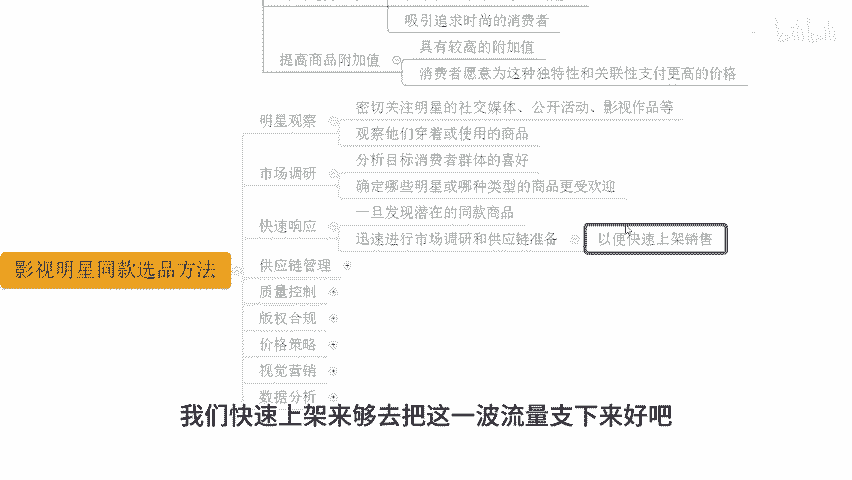 吸引追求时尚的消费者
具有较高的附加值
提高商品附加值
消费者愿意为这种独特性和关联性支付更高的价格
密切关注明星的社交媒体、公开活动、影视作品等
明星观察
观察他们穿着或使用的商品
分析目标消费者群体的喜好
市场调研
确定哪些明星或哪种类型的商品更受欢迎
一旦发现潜在的同款商品
快速响应
迅速进行市场调研和供应链准备
以便快速上架销售
影视明星同款选品方法
供应链管理
质量控制
版权合规
价格策略
视觉营销
数据分析
我们快速上架来够去把这一波流量支下来好吧